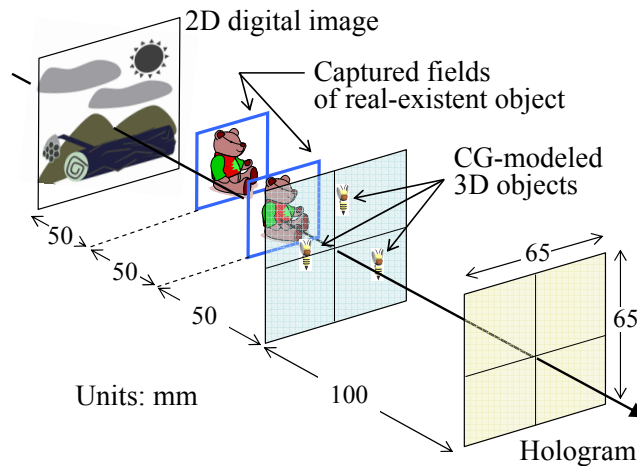 2D digital image
Captured fields
of real-existent object
CG-modeled
3D objects
50
50
50
100
65
65
Units: mm
Hologram